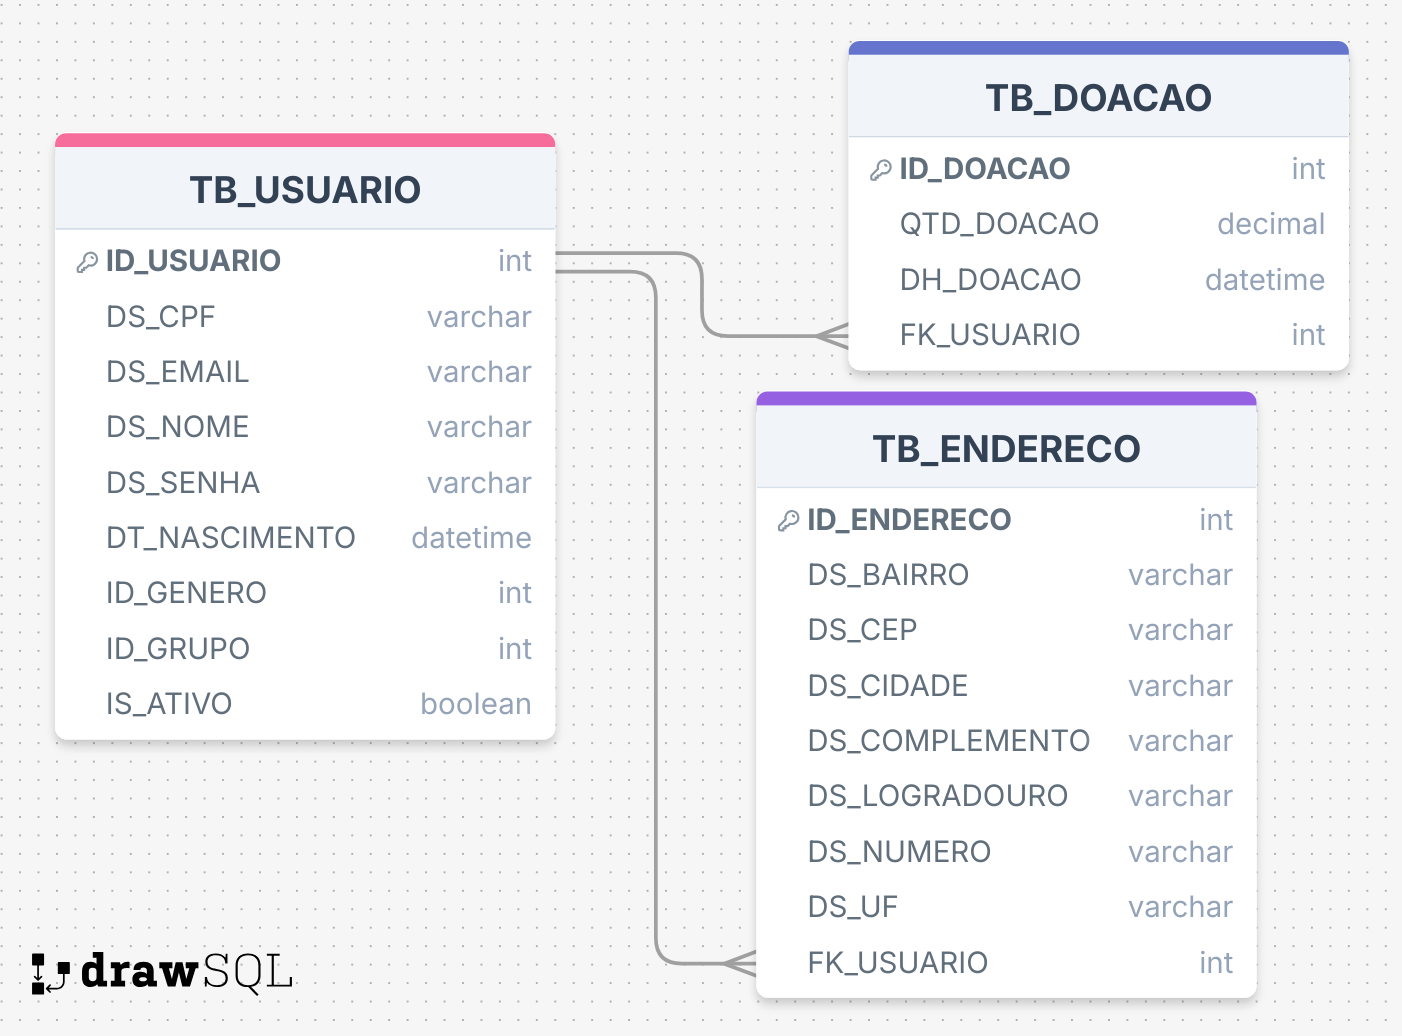 TB_USUARIO
ID_USUARIO int
DS_CPF varchar
DS_EMAIL varchar
DS_NOME varchar
DS_SENHA varchar
DT_NASCIMENTO datetime
ID_GENERO int
ID_GRUPO int
IS_ATIVO boolean
TB_DOACAO
ID_DOACAO int
QTD_DOACAO decimal
DH_DOACAO datetime
FK_USUARIO int
TB_ENDERECO
ID_ENDERECO int
DS_BAIRRO varchar
DS_CEP varchar
DS_CIDADE varchar
DS_COMPLEMENTO varchar
DS_LOGRADOURO varchar
DS_NUMERO varchar
DS_UF varchar
FK_USUARIO int
drawSQL